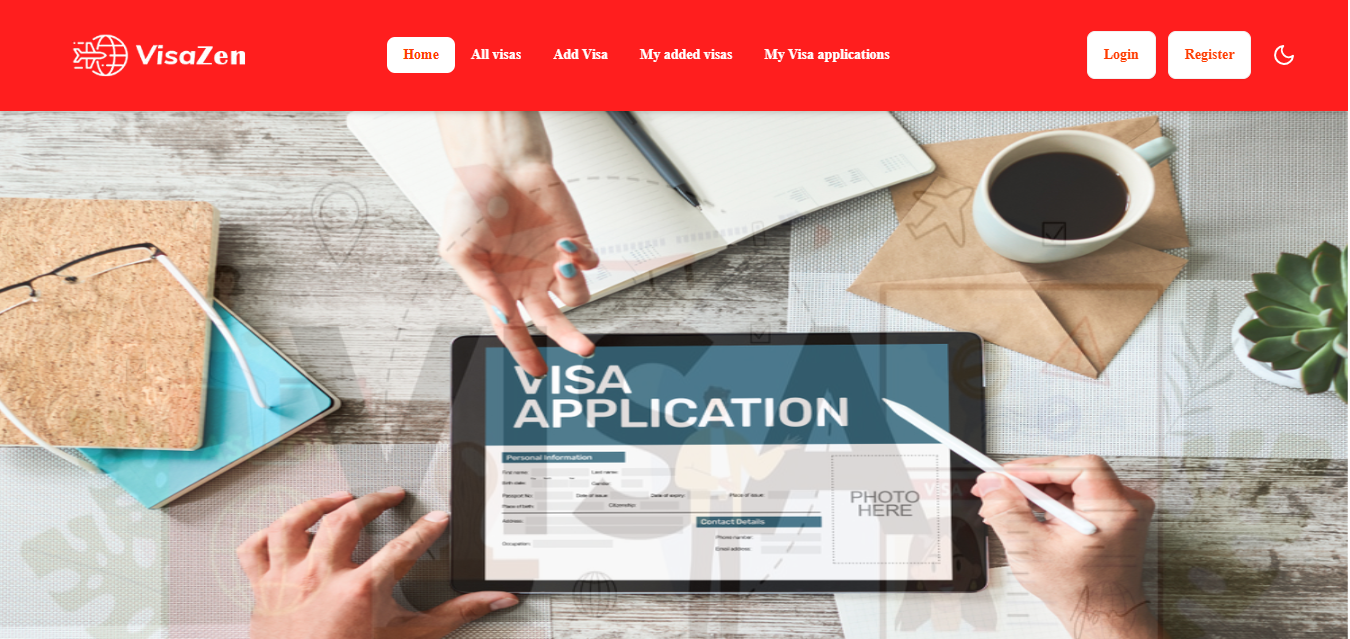 VisaZen
Home
All visas
Add Visa
My added visas
My Visa applications
Login
Register
VISA
VISA
APPLICATION
Personal Information
First name:
Last name:
Birth date:
Gender:
Passport No:
Date of issue:
Date of expiry:
Place of issue:
Place of birth:
Citizenship:
Address:
Contact Details
Phone number:
Email address:
Occupation:
PHOTO
HERE
VISA